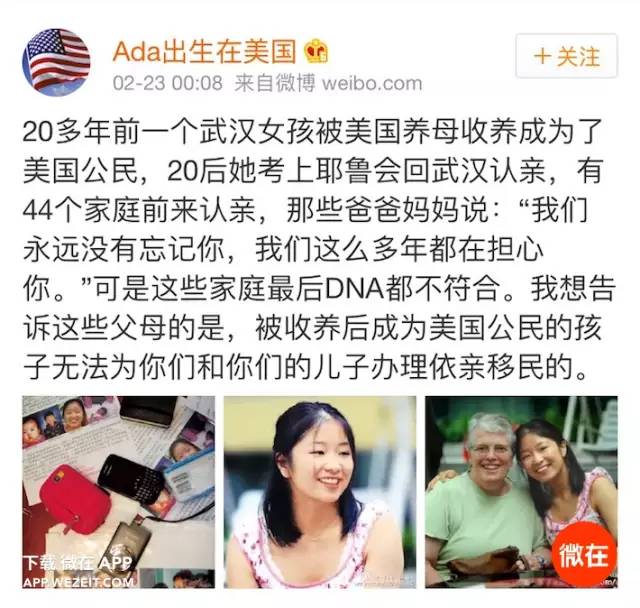 Ada出生在美国
+关注
02-23 00:08 来自微博 weibo.com
20多年前一个武汉女孩被美国养母收养成为了
美国公民，20后她考上耶鲁会回武汉认亲，有
44个家庭前来认亲，那些爸爸妈妈说：“我们
永远没有忘记你，我们这么多年都在担心
你。”可是这些家庭最后DNA都不符合。我想告
诉这些父母的是，被收养后成为美国公民的孩
子无法为你们和你们的儿子办理依亲移民的。
下载 微在 APP
APP.WEZEIT.COM
微在